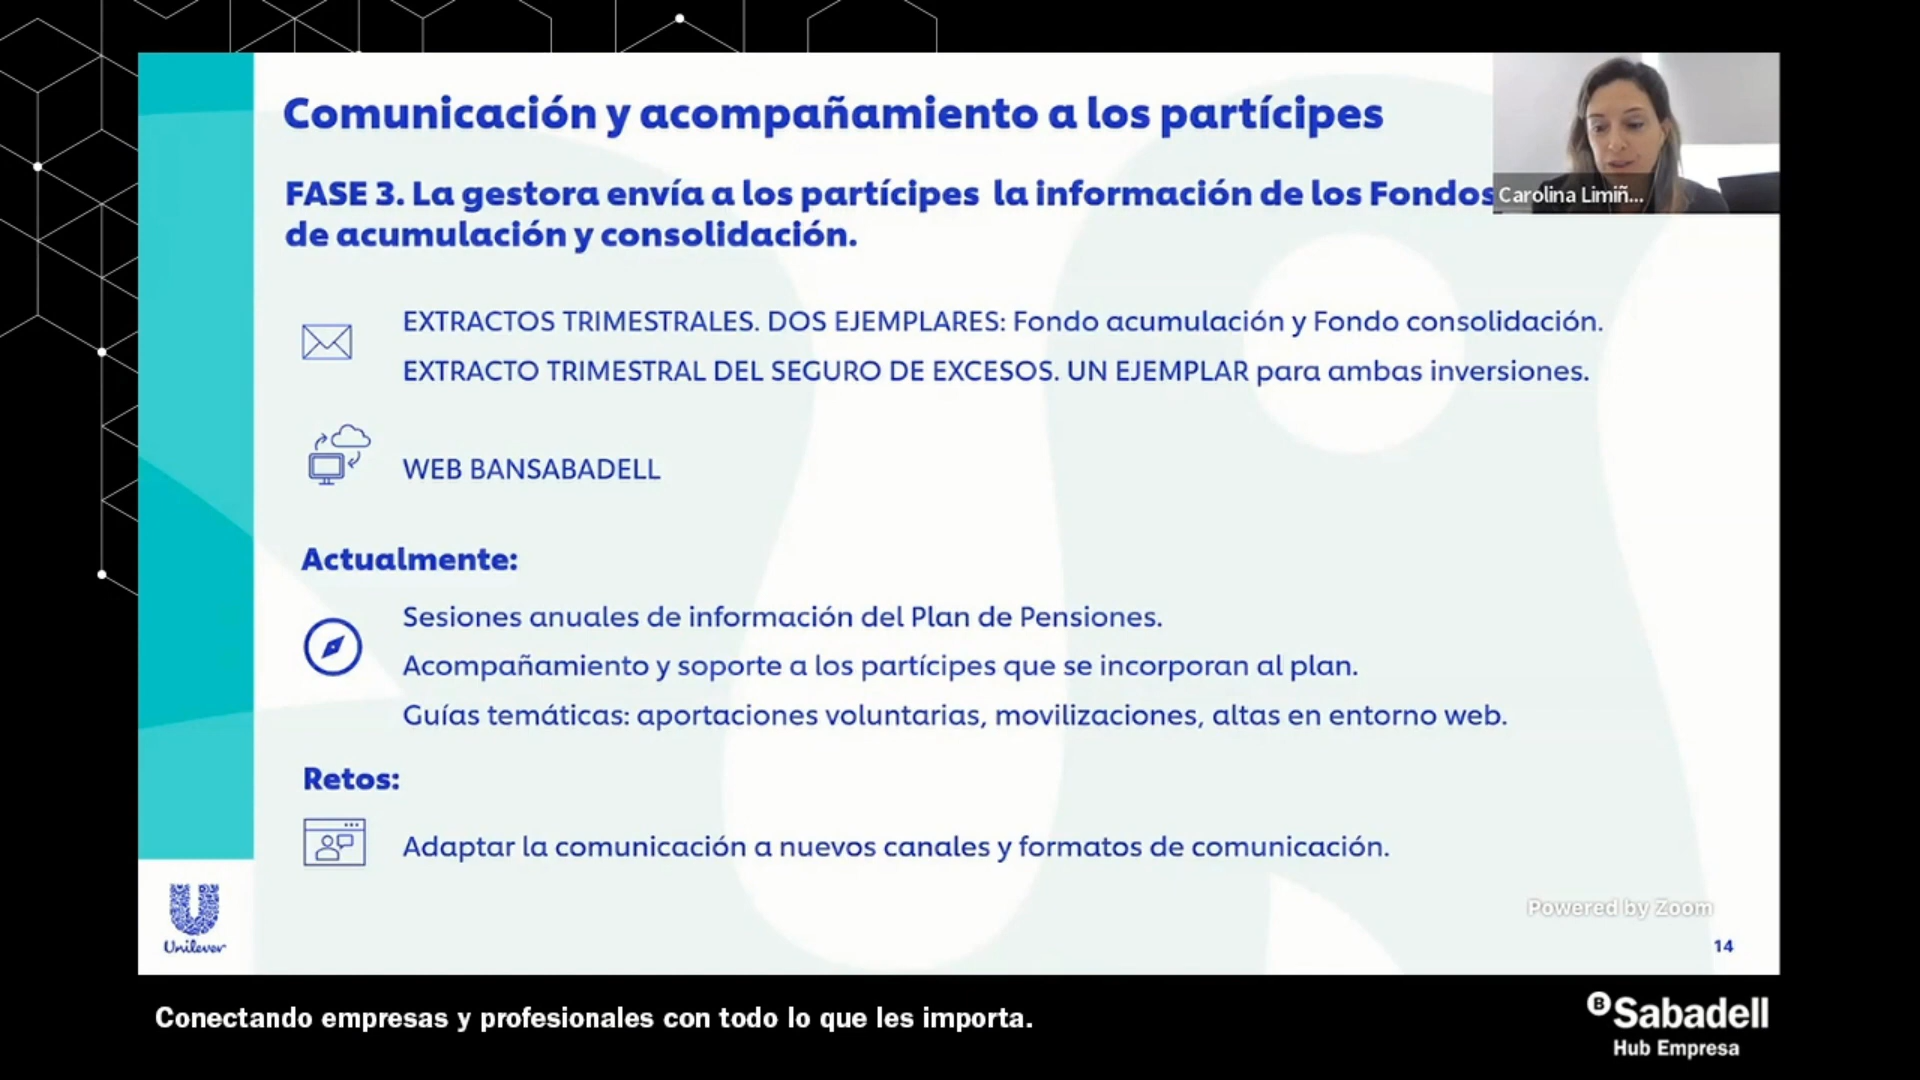 Comunicación y acompañamiento a los partícipes
Carolina Limiñ...
FASE 3. La gestora envía a los partícipes la información de los Fondos
de acumulación y consolidación.
EXTRACTOS TRIMESTRALES. DOS EJEMPLARES: Fondo acumulación y Fondo consolidación.
EXTRACTO TRIMESTRAL DEL SEGURO DE EXCESOS. UN EJEMPLAR para ambas inversiones.
WEB BANSABADELL
Actualmente:
Sesiones anuales de información del Plan de Pensiones.
Acompañamiento y soporte a los partícipes que se incorporan al plan.
Guías temáticas: aportaciones voluntarias, movilizaciones, altas en entorno web.
Retos:
Adaptar la comunicación a nuevos canales y formatos de comunicación.
Powered by Zoom
Unilever
14
Conectando empresas y profesionales con todo lo que les importa.
B Sabadell
Hub Empresa